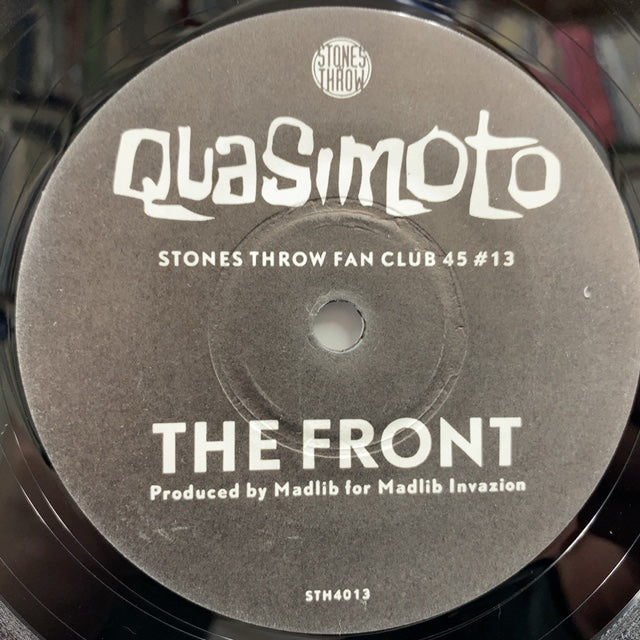 STONES
THROW
QUASIMOTO
STONES THROW FAN CLUB 45 #13
THE FRONT
Produced by Madlib for Madlib Invazion
STH4013